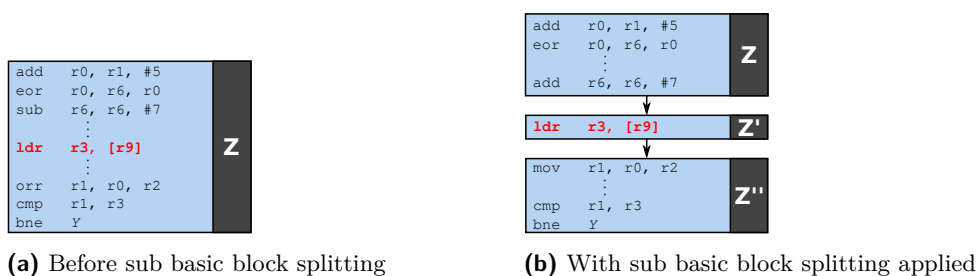 add r0, r1, #5
eor r0, r6, r0
sub r6, r6, #7
⋮
ldr r3, [r9]
⋮
orr r1, r0, r2
cmp r1, r3
bne Y
Z
(a) Before sub basic block splitting
add r0, r1, #5
eor r0, r6, r0
⋮
add r6, r6, #7
Z
ldr r3, [r9]
Z'
mov r1, r0, r2
⋮
cmp r1, r3
bne Y
Z''
(b) With sub basic block splitting applied